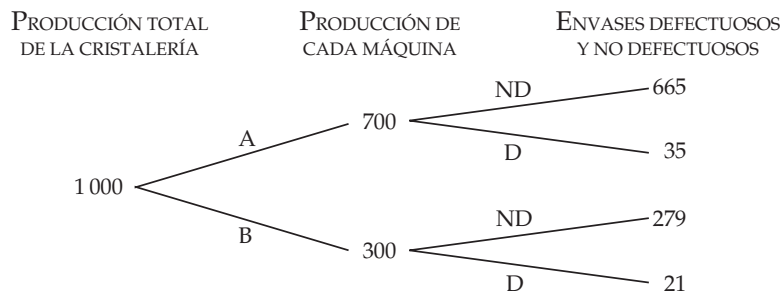 PRODUCCIÓN TOTAL
DE LA CRISTALERÍA
PRODUCCIÓN DE
CADA MÁQUINA
ENVASES DEFECTUOSOS
Y NO DEFECTUOSOS
1 000
A
B
700
300
ND
D
ND
D
665
35
279
21